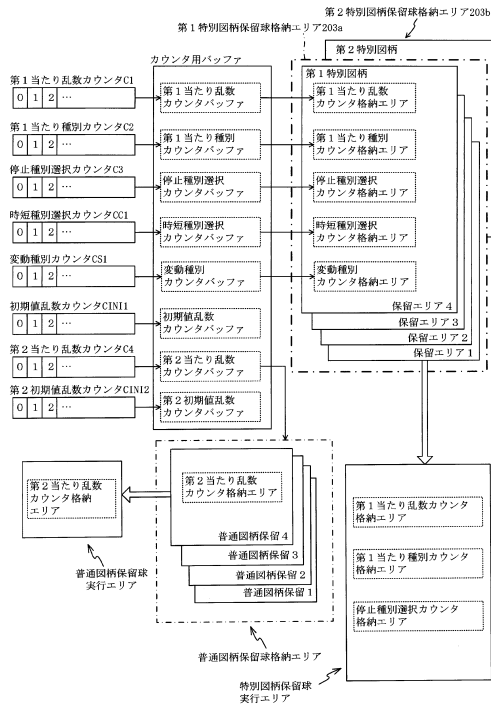 第2特別図柄保留球格納エリア203b
第1特別図柄保留球格納エリア203a
第2特別図柄
カウンタ用バッファ
第1特別図柄
第1当たり乱数カウンタC1
0 1 2 …
第1当たり乱数
カウンタバッファ
第1当たり乱数
カウンタ格納エリア
第1当たり種別カウンタC2
0 1 2 …
第1当たり種別
カウンタバッファ
第1当たり種別
カウンタ格納エリア
停止種別選択カウンタC3
0 1 2 …
停止種別選択
カウンタバッファ
停止種別選択
カウンタ格納エリア
時短種別選択カウンタCC1
0 1 2 …
時短種別選択
カウンタバッファ
時短種別選択
カウンタ格納エリア
変動種別カウンタCS1
0 1 2 …
変動種別
カウンタバッファ
変動種別
カウンタ格納エリア
保留エリア4
保留エリア3
保留エリア2
保留エリア1
初期値乱数カウンタCINI1
0 1 2 …
初期値乱数
カウンタバッファ
第2当たり乱数カウンタC4
0 1 2 …
第2当たり乱数
カウンタバッファ
第2初期値乱数カウンタCINI2
0 1 2 …
第2初期値乱数
カウンタバッファ
第2当たり乱数
カウンタ格納
エリア
普通図柄保留球
実行エリア
第2当たり乱数
カウンタ格納エリア
普通図柄保留4
普通図柄保留3
普通図柄保留2
普通図柄保留1
普通図柄保留球格納エリア
第1当たり乱数カウンタ
格納エリア
第1当たり種別カウンタ
格納エリア
停止種別選択カウンタ
格納エリア
特別図柄保留球
実行エリア